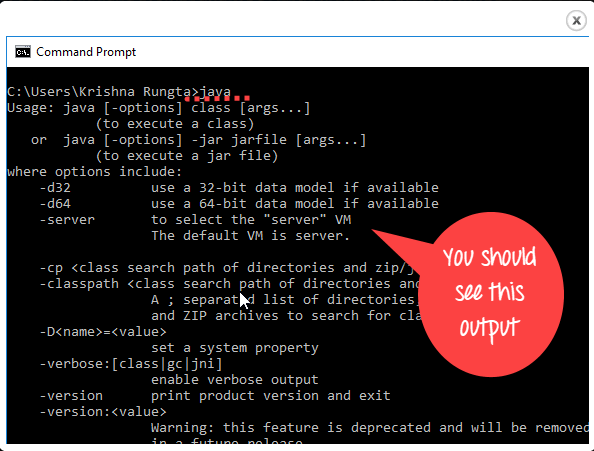 Command Prompt
C:\Users\Krishna Rungta>java
Usage: java [-options] class [args...]
(to execute a class)
or java [-options] -jar jarfile [args...]
(to execute a jar file)
where options include:
-d32 use a 32-bit data model if available
-d64 use a 64-bit data model if available
-server to select the "server" VM
The default VM is server.
-cp <class search path of directories and zip/j
-classpath <class search path of directories and
A ; separated list of directories,
and ZIP archives to search for cla
-D<name>=<value>
set a system property
-verbose:[class|gc|jni]
enable verbose output
-version print product version and exit
-version:<value>
Warning: this feature is deprecated and will be removed
in a future release.
You should
see this
output